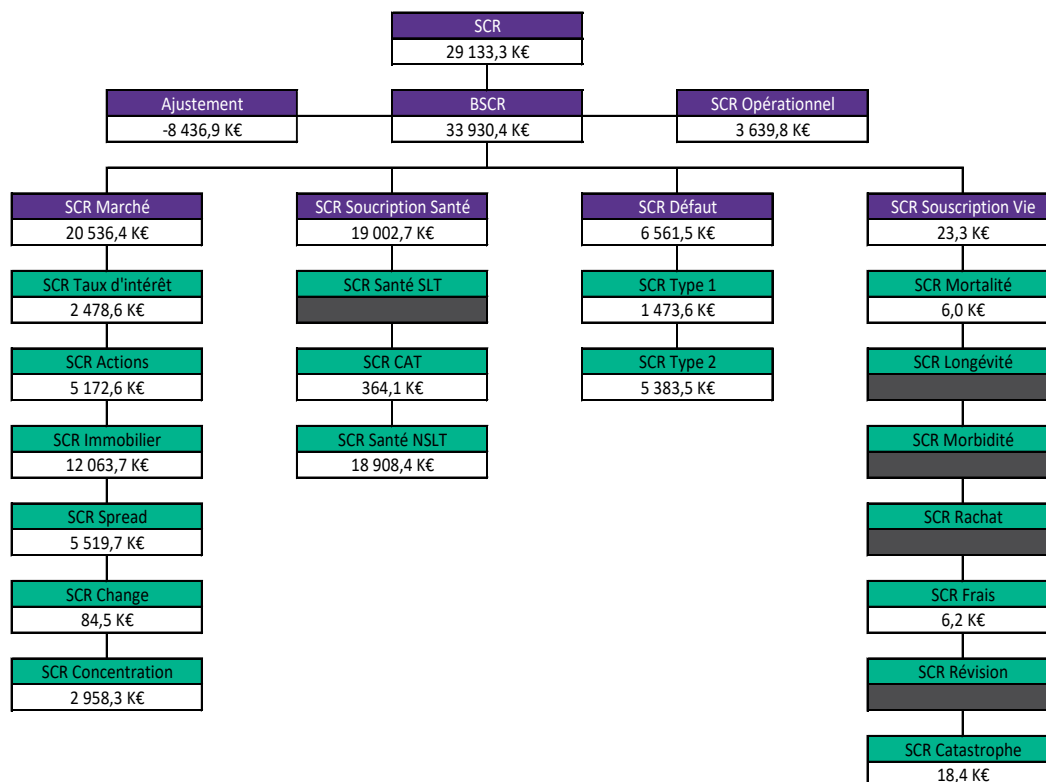 SCR
29 133,3 K€
Ajustement
-8 436,9 K€
BSCR
33 930,4 K€
SCR Opérationnel
3 639,8 K€
SCR Marché
20 536,4 K€
SCR Soucription Santé
19 002,7 K€
SCR Défaut
6 561,5 K€
SCR Souscription Vie
23,3 K€
SCR Taux d'intérêt
2 478,6 K€
SCR Actions
5 172,6 K€
SCR Immobilier
12 063,7 K€
SCR Spread
5 519,7 K€
SCR Change
84,5 K€
SCR Concentration
2 958,3 K€
SCR Santé SLT
SCR CAT
364,1 K€
SCR Santé NSLT
18 908,4 K€
SCR Type 1
1 473,6 K€
SCR Type 2
5 383,5 K€
SCR Mortalité
6,0 K€
SCR Longévité
SCR Morbidité
SCR Rachat
SCR Frais
6,2 K€
SCR Révision
SCR Catastrophe
18,4 K€